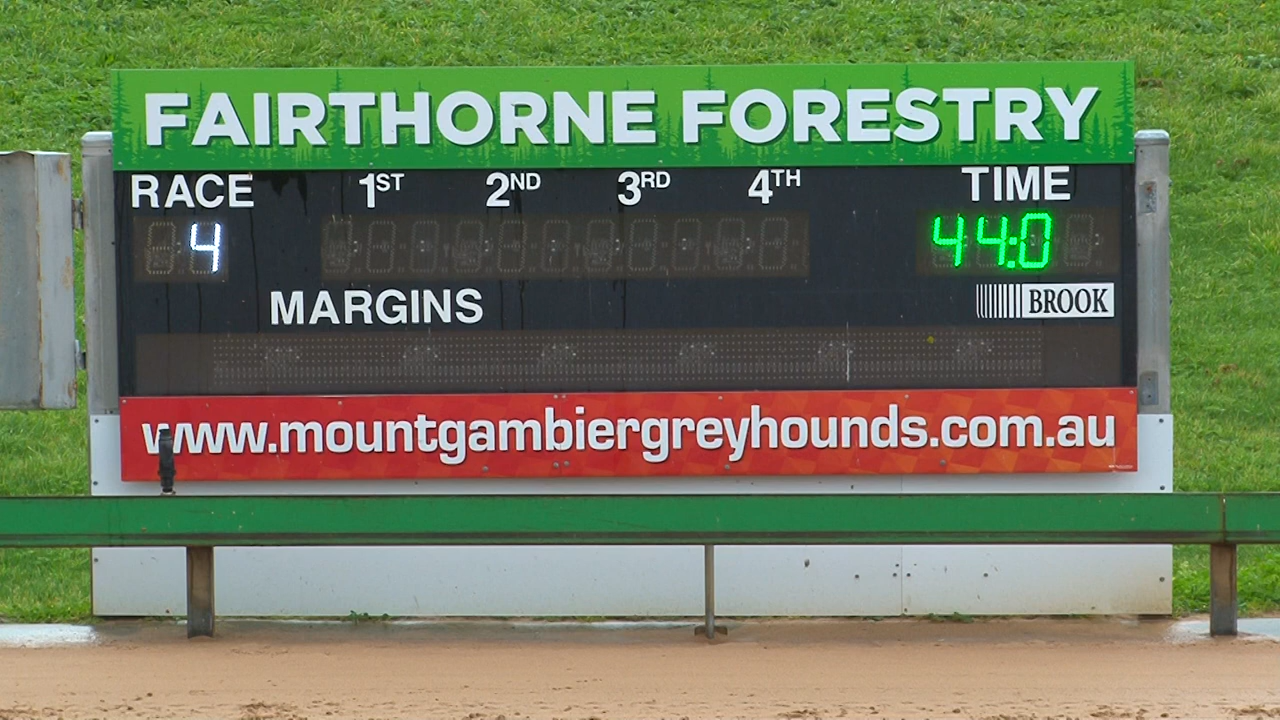 FAIRTHORNE FORESTRY
RACE 1ST 2ND 3RD 4TH TIME
4 44:0
MARGINS BROOK
www.mountgambiergreyhounds.com.au